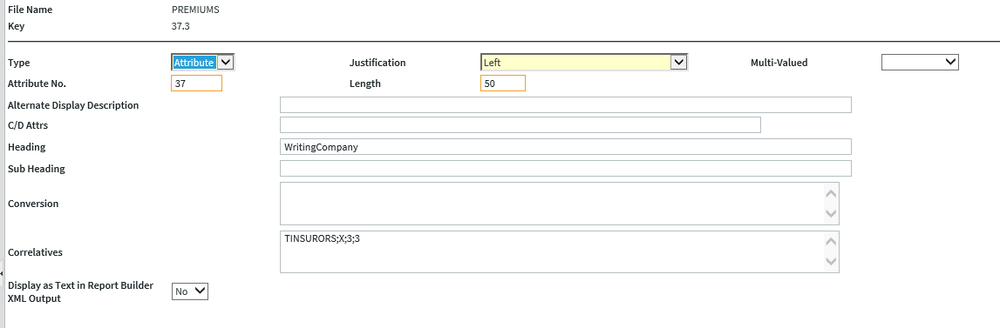 File Name PREMIUMS
Key 37.3
Type Attribute Justification Left Multi-Valued
Attribute No. 37 Length 50
Alternate Display Description
C/D Attrs
Heading WritingCompany
Sub Heading
Conversion
Correlatives TINSURORS;X;3;3
Display as Text in Report Builder
XML Output No